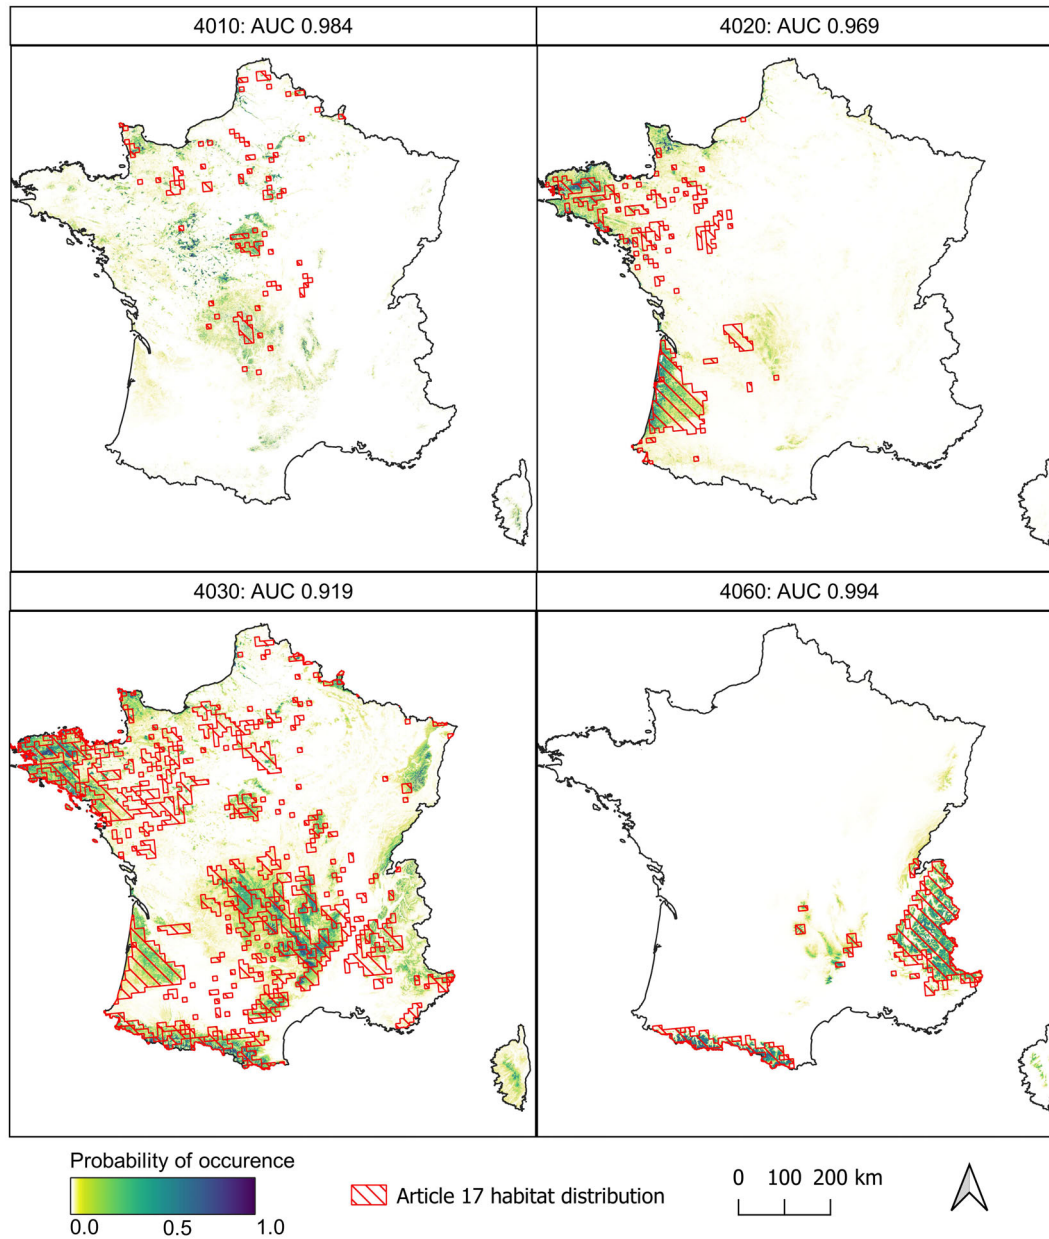 4010: AUC 0.984
4020: AUC 0.969
4030: AUC 0.919
4060: AUC 0.994
Probability of occurence
0.0 0.5 1.0
Article 17 habitat distribution
0 100 200 km